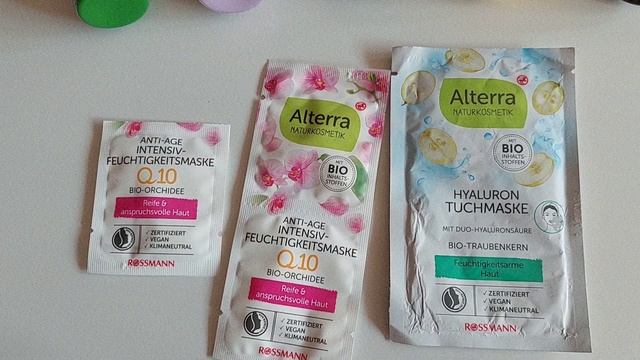 ANTI-AGE
INTENSIV-
FEUCHTIGKEITSMASKE
Q10
BIO-ORCHIDEE
Reife &
anspruchsvolle Haut
✓ ZERTIFIZIERT
✓ VEGAN
✓ KLIMANEUTRAL
ROSSMANN
Alterra
NATURKOSMETIK
MIT
BIO
INHALTS-
STOFFEN
ANTI-AGE
INTENSIV-
FEUCHTIGKEITSMASKE
Q10
BIO-ORCHIDEE
Reife &
anspruchsvolle Haut
✓ ZERTIFIZIERT
✓ VEGAN
✓ KLIMANEUTRAL
ROSSMANN
Alterra
NATURKOSMETIK
MIT
BIO
INHALTS-
STOFFEN
HYALURON
TUCHMASKE
MIT DUO-HYALURONSÄURE
BIO-TRAUBENKERN
Feuchtigkeitsarme
Haut
✓ ZERTIFIZIERT
✓ VEGAN
✓ KLIMANEUTRAL
ROSSMANN